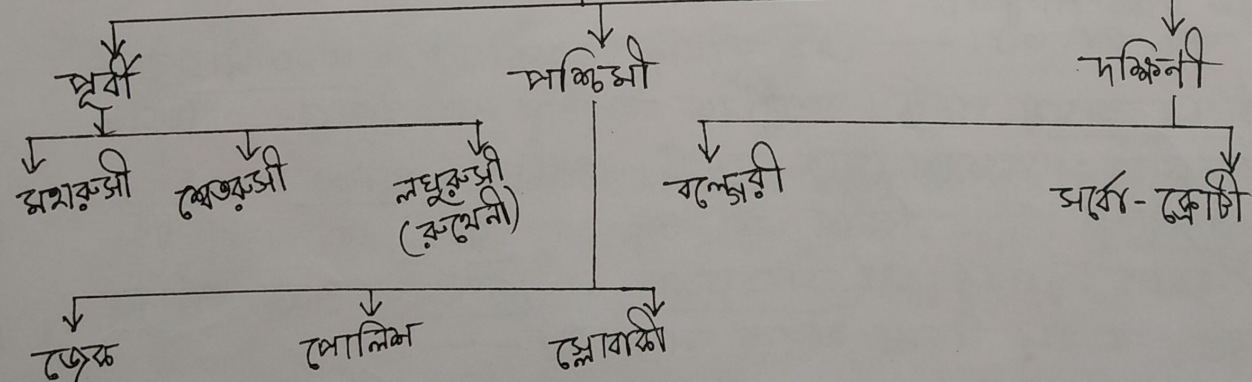 পূর্বী
পশ্চিমী
দক্ষিনী
মহারুসী
শ্বেতরুসী
লঘুরুসী
(রুথেনী)
বল্গেরী
সর্বো-ক্রোটী
চেক
পোলিশ
স্লোবাকী